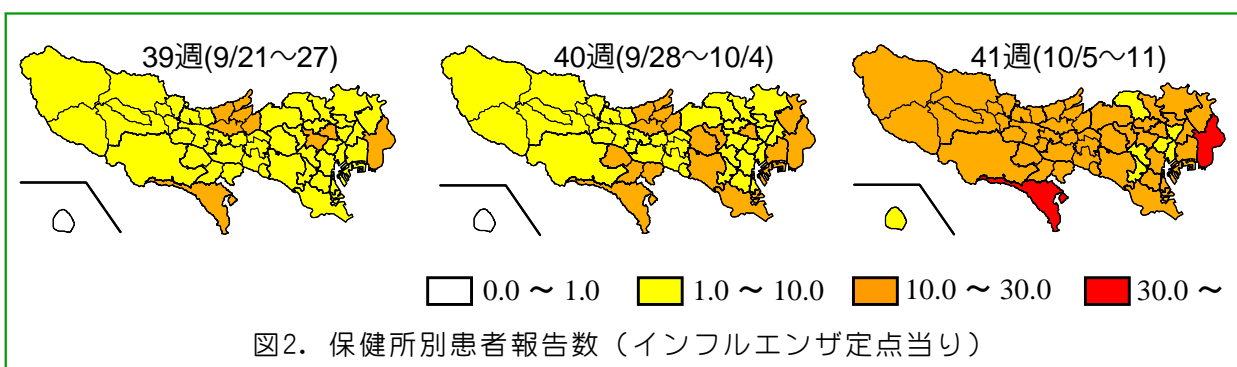 39週(9/21～27)
40週(9/28～10/4)
41週(10/5～11)
0.0 ～ 1.0
1.0 ～ 10.0
10.0 ～ 30.0
30.0 ～
図2．保健所別患者報告数（インフルエンザ定点当り）